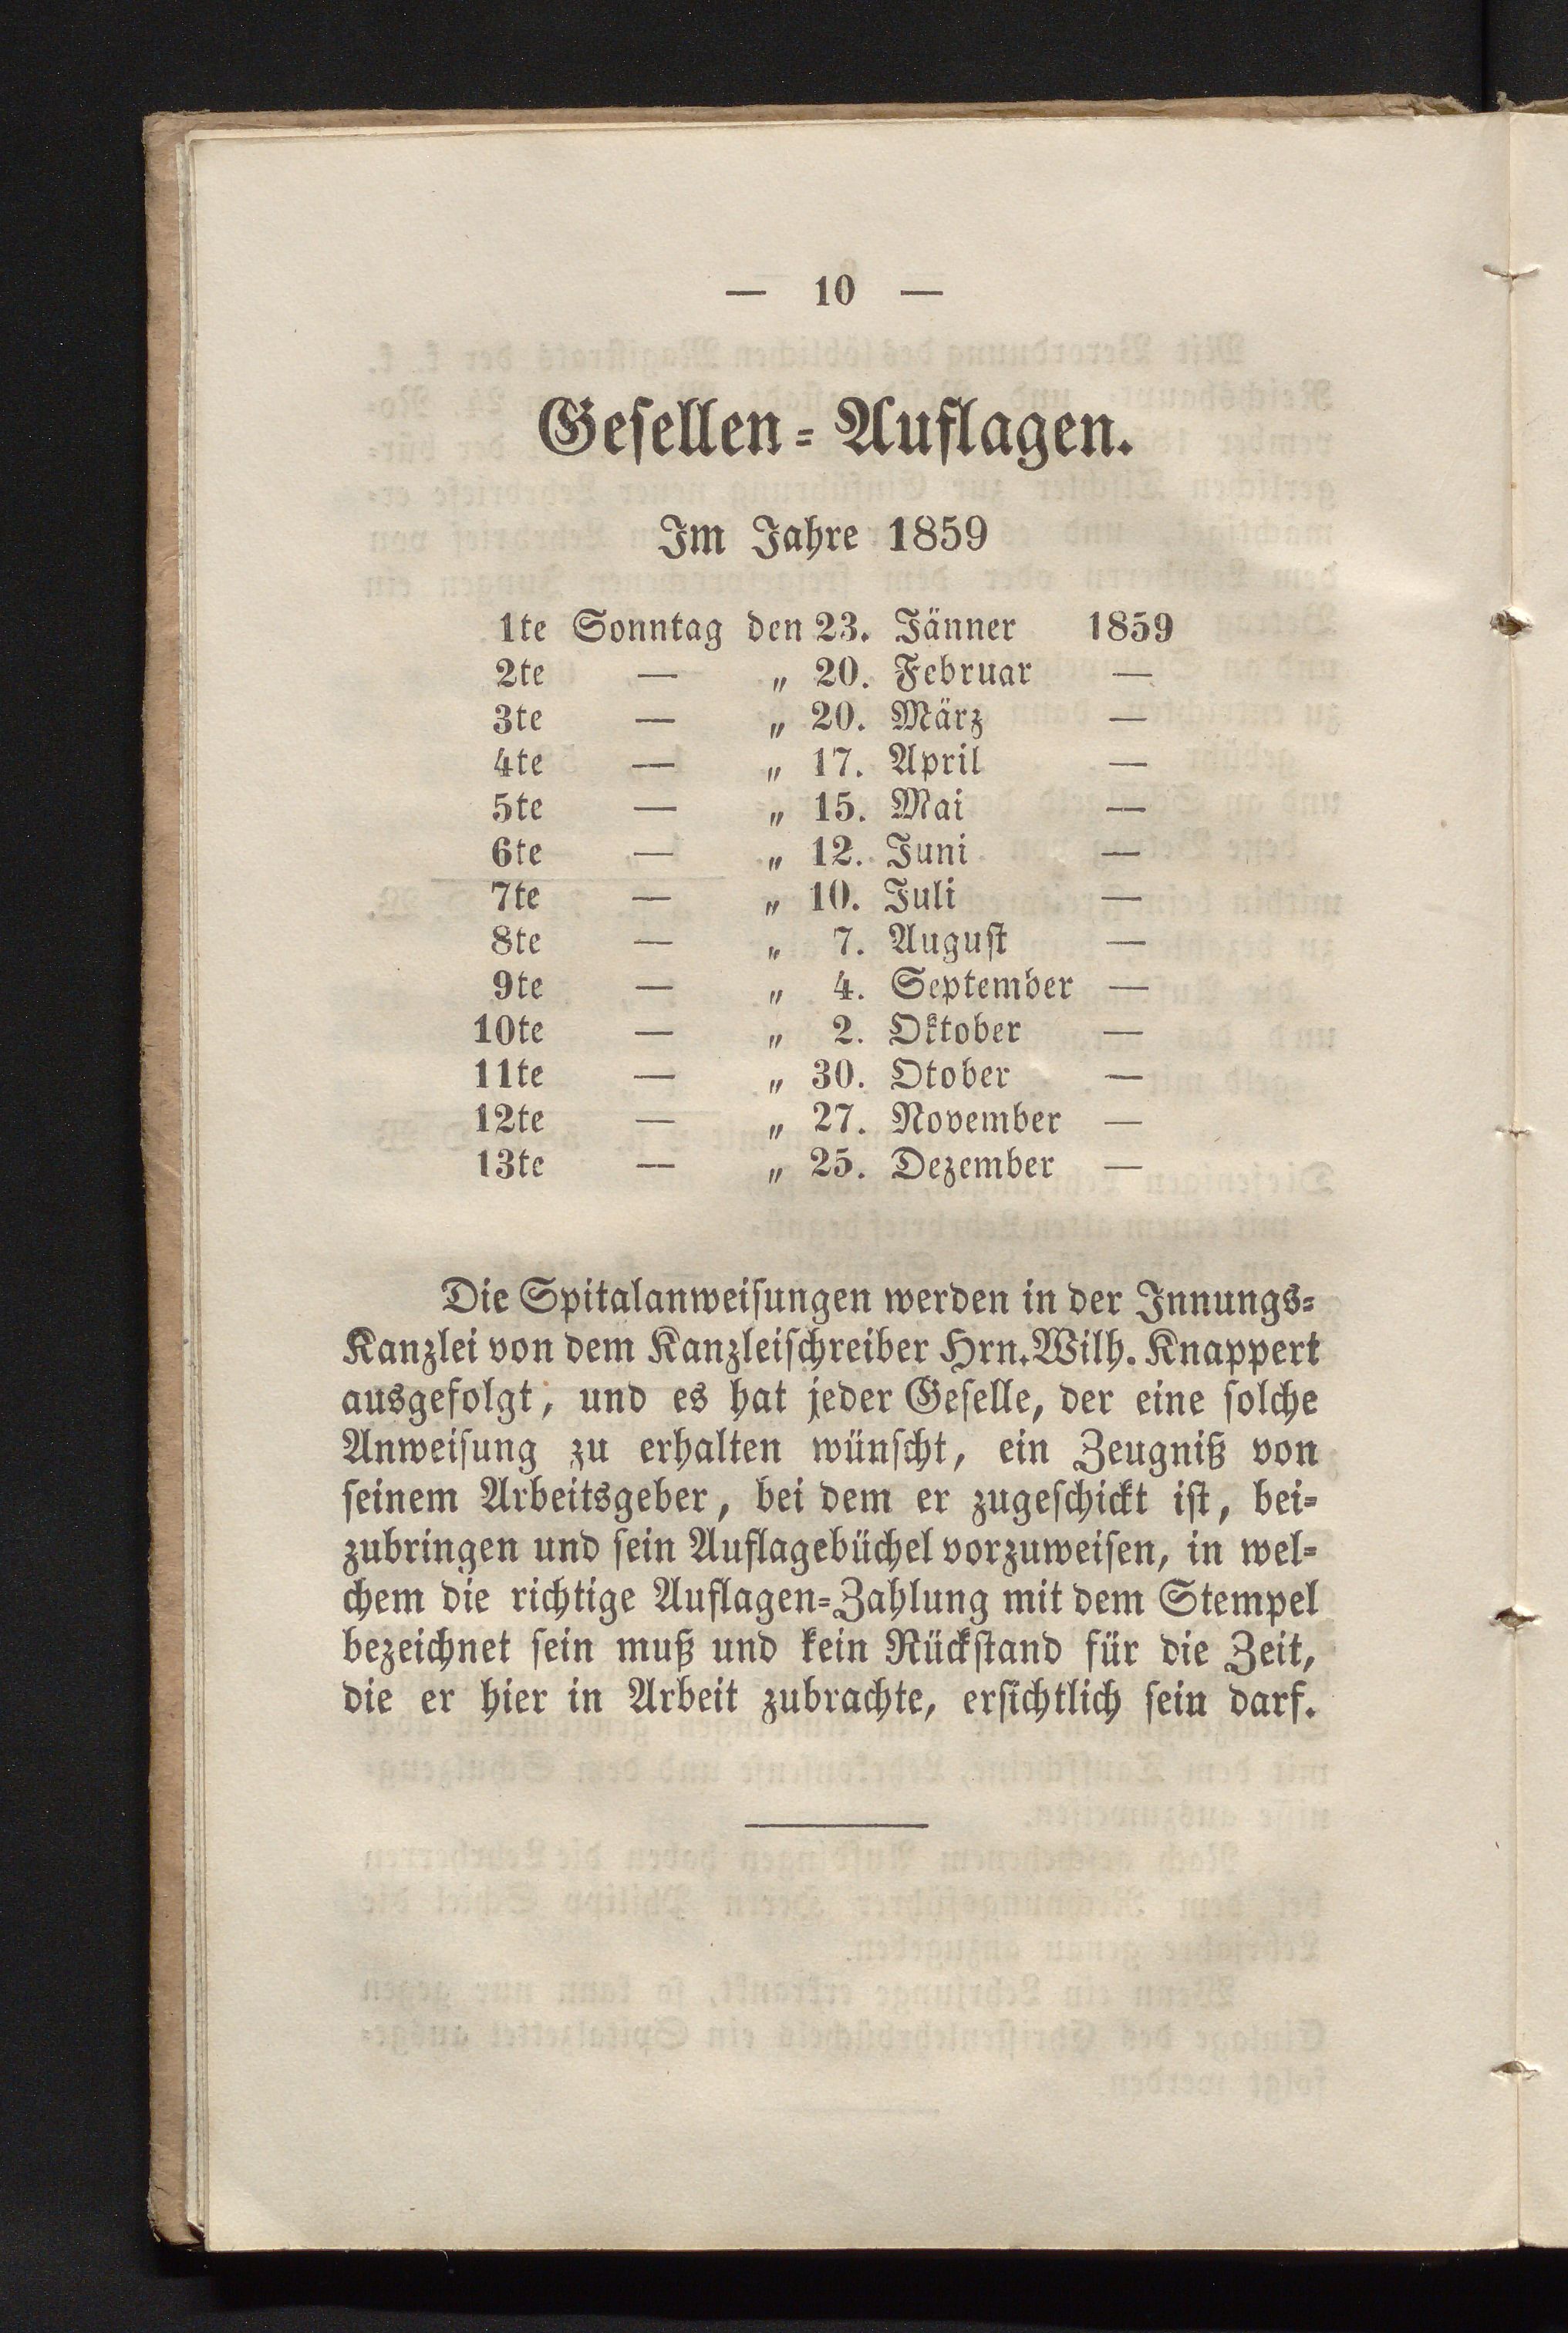 — 10 —
Gesellen-Auflagen.
Im Jahre 1859
1te Sonntag den 23. Jänner 1859
2te — „ 20. Februar —
3te — „ 20. März —
4te — „ 17. April —
5te — „ 15. Mai —
6te — „ 12. Juni —
7te — „ 10. Juli —
8te — „ 7. August —
9te — „ 4. September —
10te — „ 2. Oktober —
11te — „ 30. Otober —
12te — „ 27. November —
13te — „ 25. Dezember —
Die Spitalanweisungen werden in der Innungs-
Kanzlei von dem Kanzleischreiber Hrn. Wilh. Knappert
ausgefolgt, und es hat jeder Geselle, der eine solche
Anweisung zu erhalten wünscht, ein Zeugniß von
seinem Arbeitsgeber, bei dem er zugeschickt ist, bei-
zubringen und sein Auflagebüchel vorzuweisen, in wel-
chem die richtige Auflagen-Zahlung mit dem Stempel
bezeichnet sein muß und kein Rückstand für die Zeit,
die er hier in Arbeit zubrachte, ersichtlich sein darf.